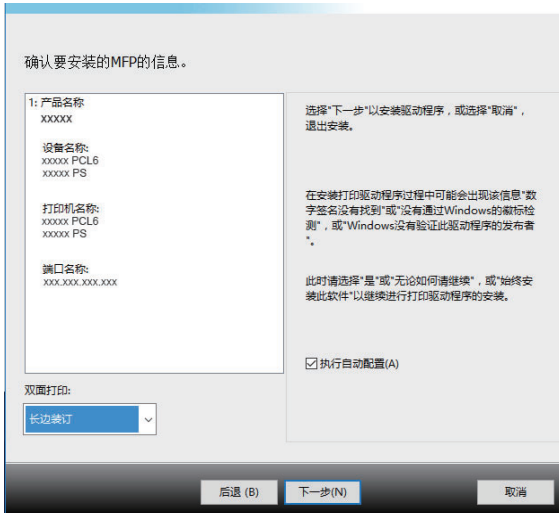 确认要安装的MFP的信息。
1: 产品名称
xxxxx
设备名称:
xxxxx PCL6
xxxxx PS
打印机名称:
xxxxx PCL6
xxxxx PS
端口名称:
xxx.xxx.xxx.xxx
选择"下一步"以安装驱动程序，或选择"取消"，
退出安装。
在安装打印驱动程序过程中可能会出现该信息"数
字签名没有找到"或"没有通过Windows的徽标检
测"，或"Windows没有验证此驱动程序的发布者
"。
此时请选择"是"或"无论如何请继续"，或"始终安
装此软件"以继续进行打印驱动程序的安装。
执行自动配置(A)
双面打印:
长边装订
后退 (B)
下一步(N)
取消